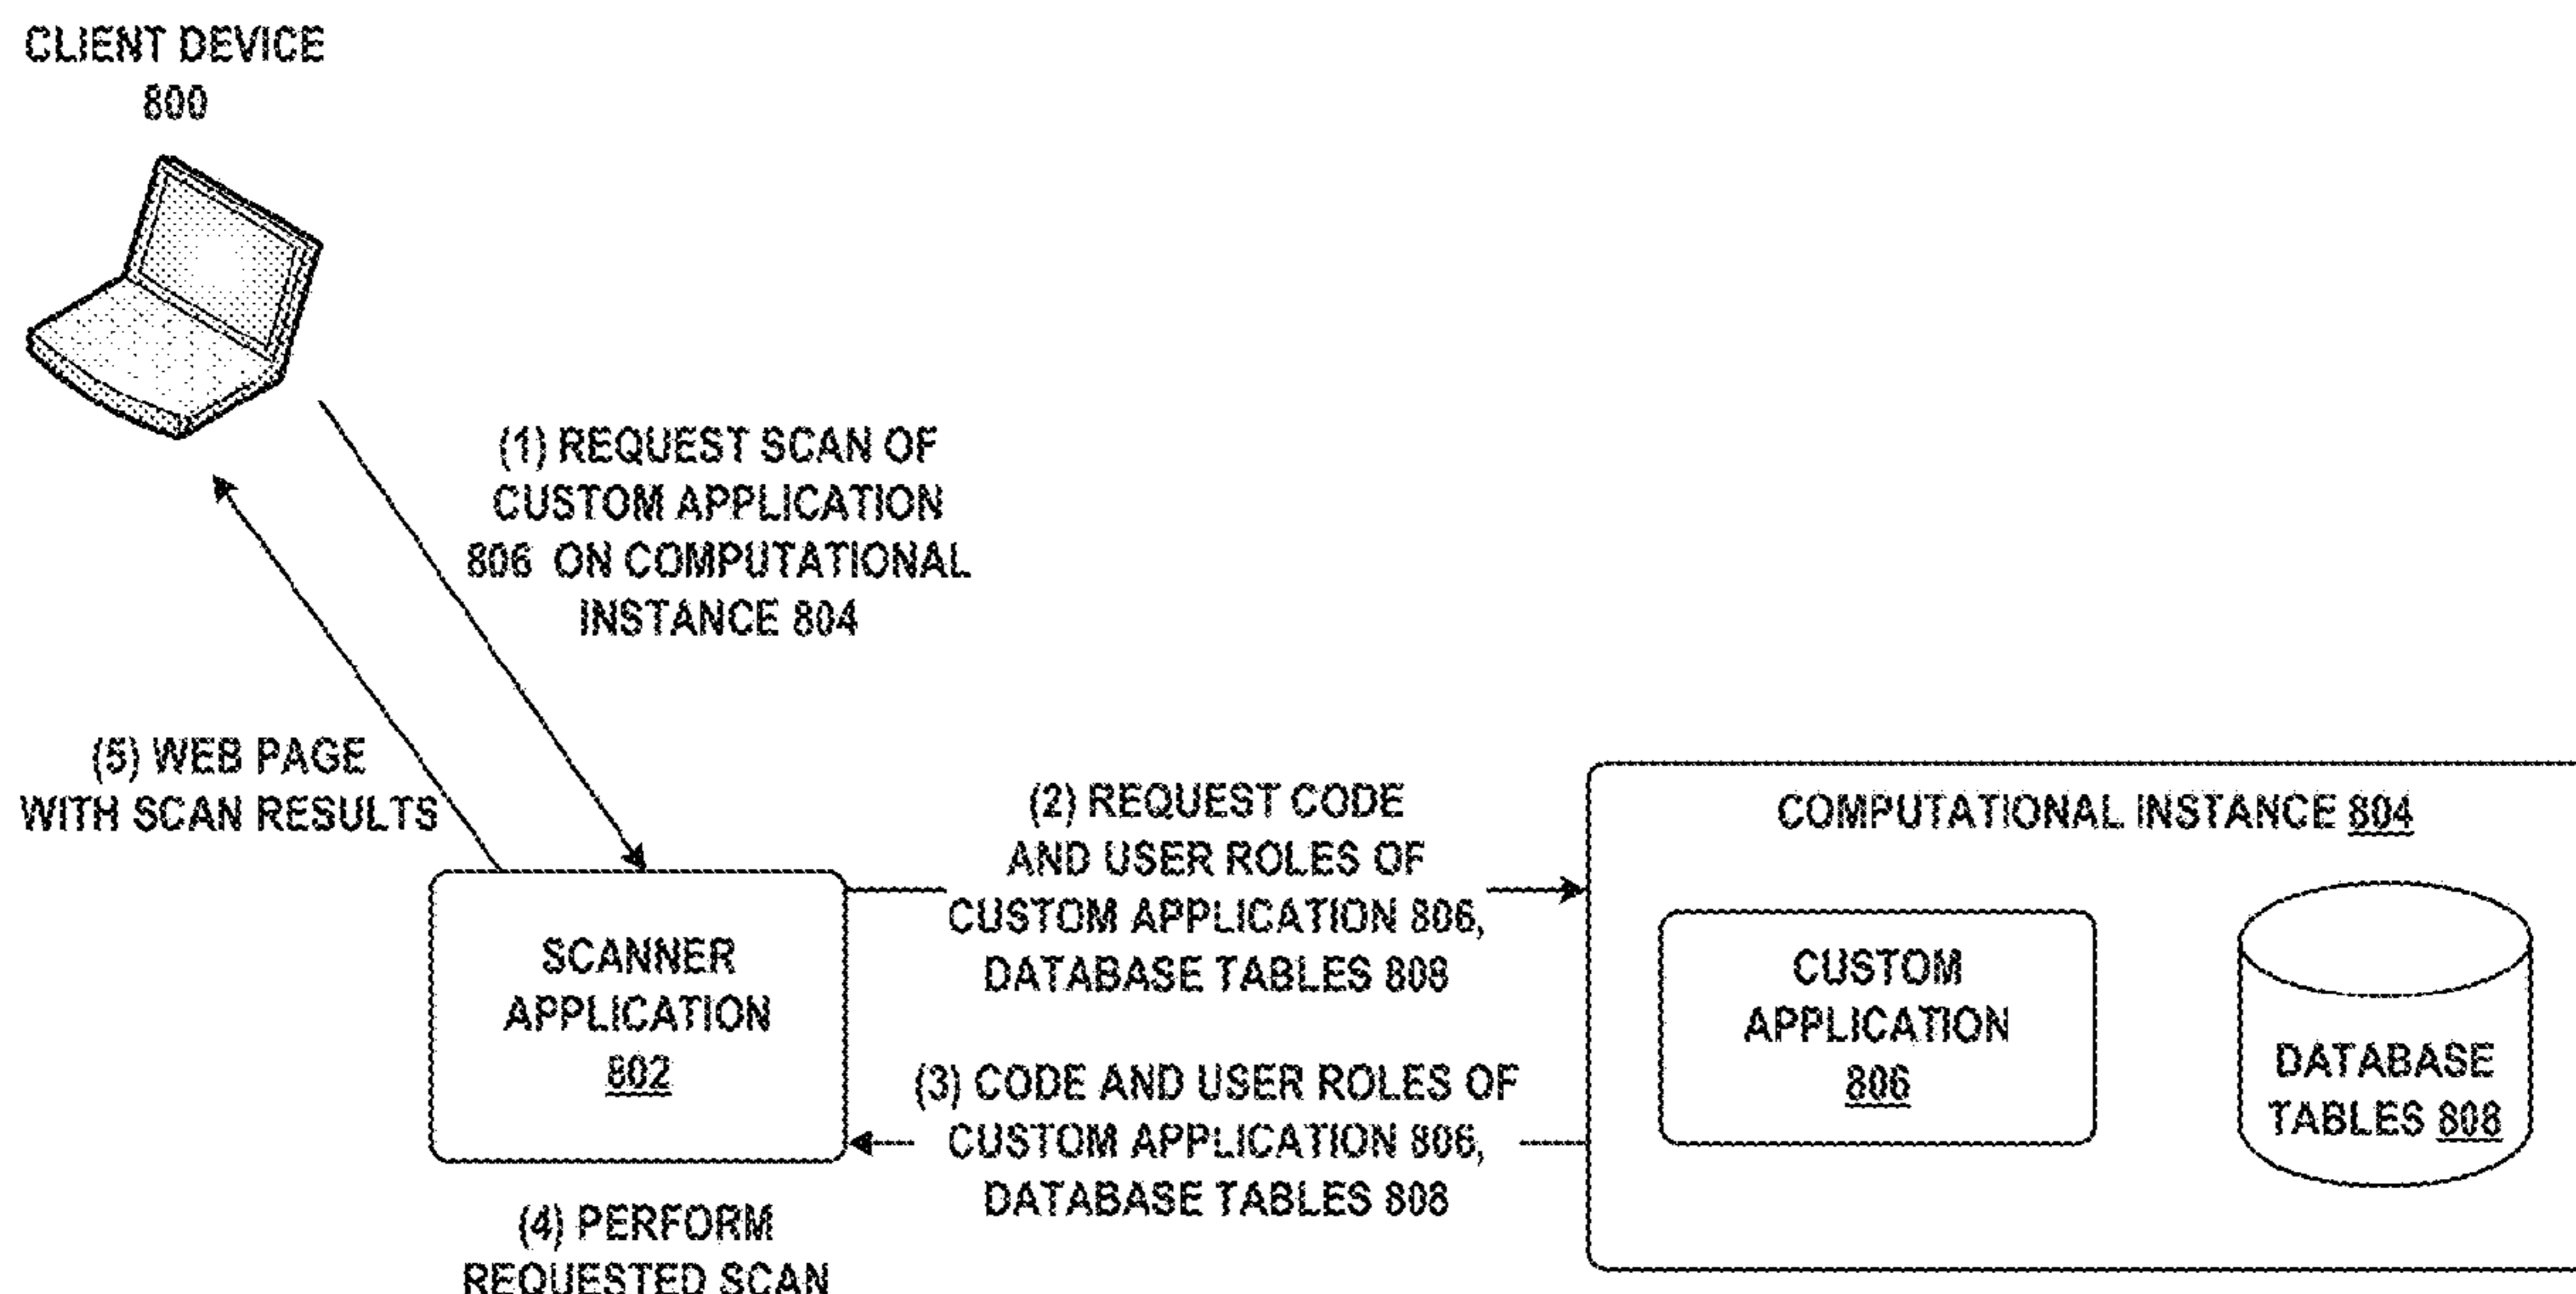 CLIENT DEVICE
800
(1) REQUEST SCAN OF
CUSTOM APPLICATION
806 ON COMPUTATIONAL
INSTANCE 804
(5) WEB PAGE
WITH SCAN RESULTS
(2) REQUEST CODE
AND USER ROLES OF
CUSTOM APPLICATION 806,
DATABASE TABLES 808
COMPUTATIONAL INSTANCE 804
SCANNER
APPLICATION
802
CUSTOM
APPLICATION
806
DATABASE
TABLES 808
(3) CODE AND USER ROLES OF
CUSTOM APPLICATION 806,
DATABASE TABLES 808
(4) PERFORM
REQUESTED SCAN